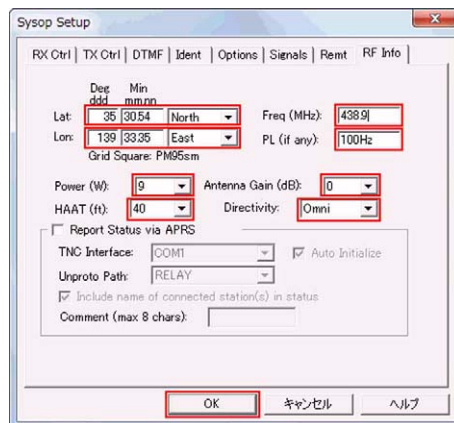 Sysop Setup
RX Ctrl TX Ctrl DTMF Ident Options Signals Remt RF Info
Deg Min
ddd mm.nn
Lat: 35 30.54 North Freq (MHz): 438.9
Lon: 139 33.35 East PL (if any): 100Hz
Grid Square: PM95sm
Power (W): 9 Antenna Gain (dB): 0
HAAT (ft): 40 Directivity: Omni
Report Status via APRS
TNC Interface: COM1 Auto Initialize
Unproto Path: RELAY
Include name of connected station(s) in status
Comment (max 8 chars):
OK キャンセル ヘルプ